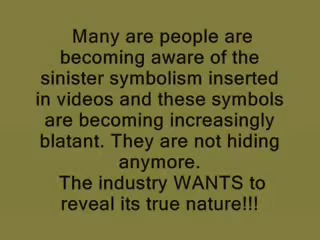 Many are people are
becoming aware of the
sinister symbolism inserted
in videos and these symbols
are becoming increasingly
blatant. They are not hiding
anymore.
The industry WANTS to
reveal its true nature!!!